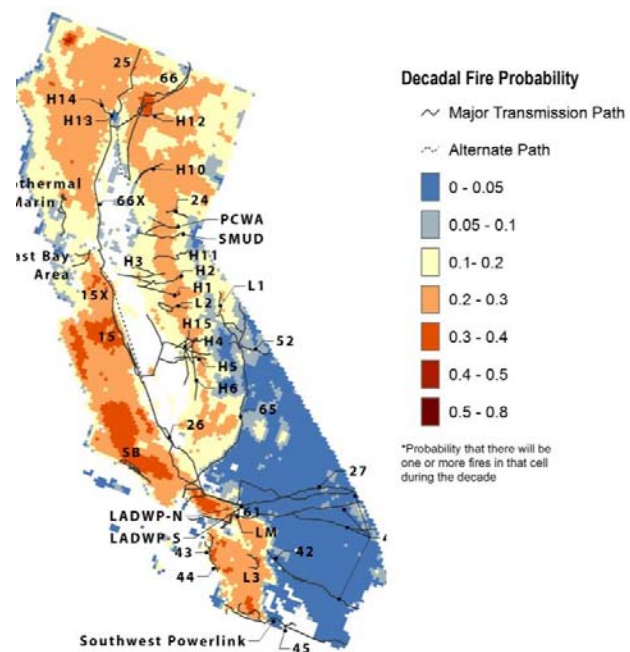 25
66
H14
H13
H12
H10
othermal
Marin
66X
24
PCWA
SMUD
ast Bay
Area
H3
H11
H2
H1
L2
L1
15X
15
H15
H4
H5
H6
52
65
26
SB
27
LADWP-N
61
LADWP-S
LM
43
42
44
L3
Southwest Powerlink
45
Decadal Fire Probability
Major Transmission Path
Alternate Path
0 - 0.05
0.05 - 0.1
0.1- 0.2
0.2 - 0.3
0.3 - 0.4
0.4 - 0.5
0.5 - 0.8
*Probability that there will be
one or more fires in that cell
during the decade